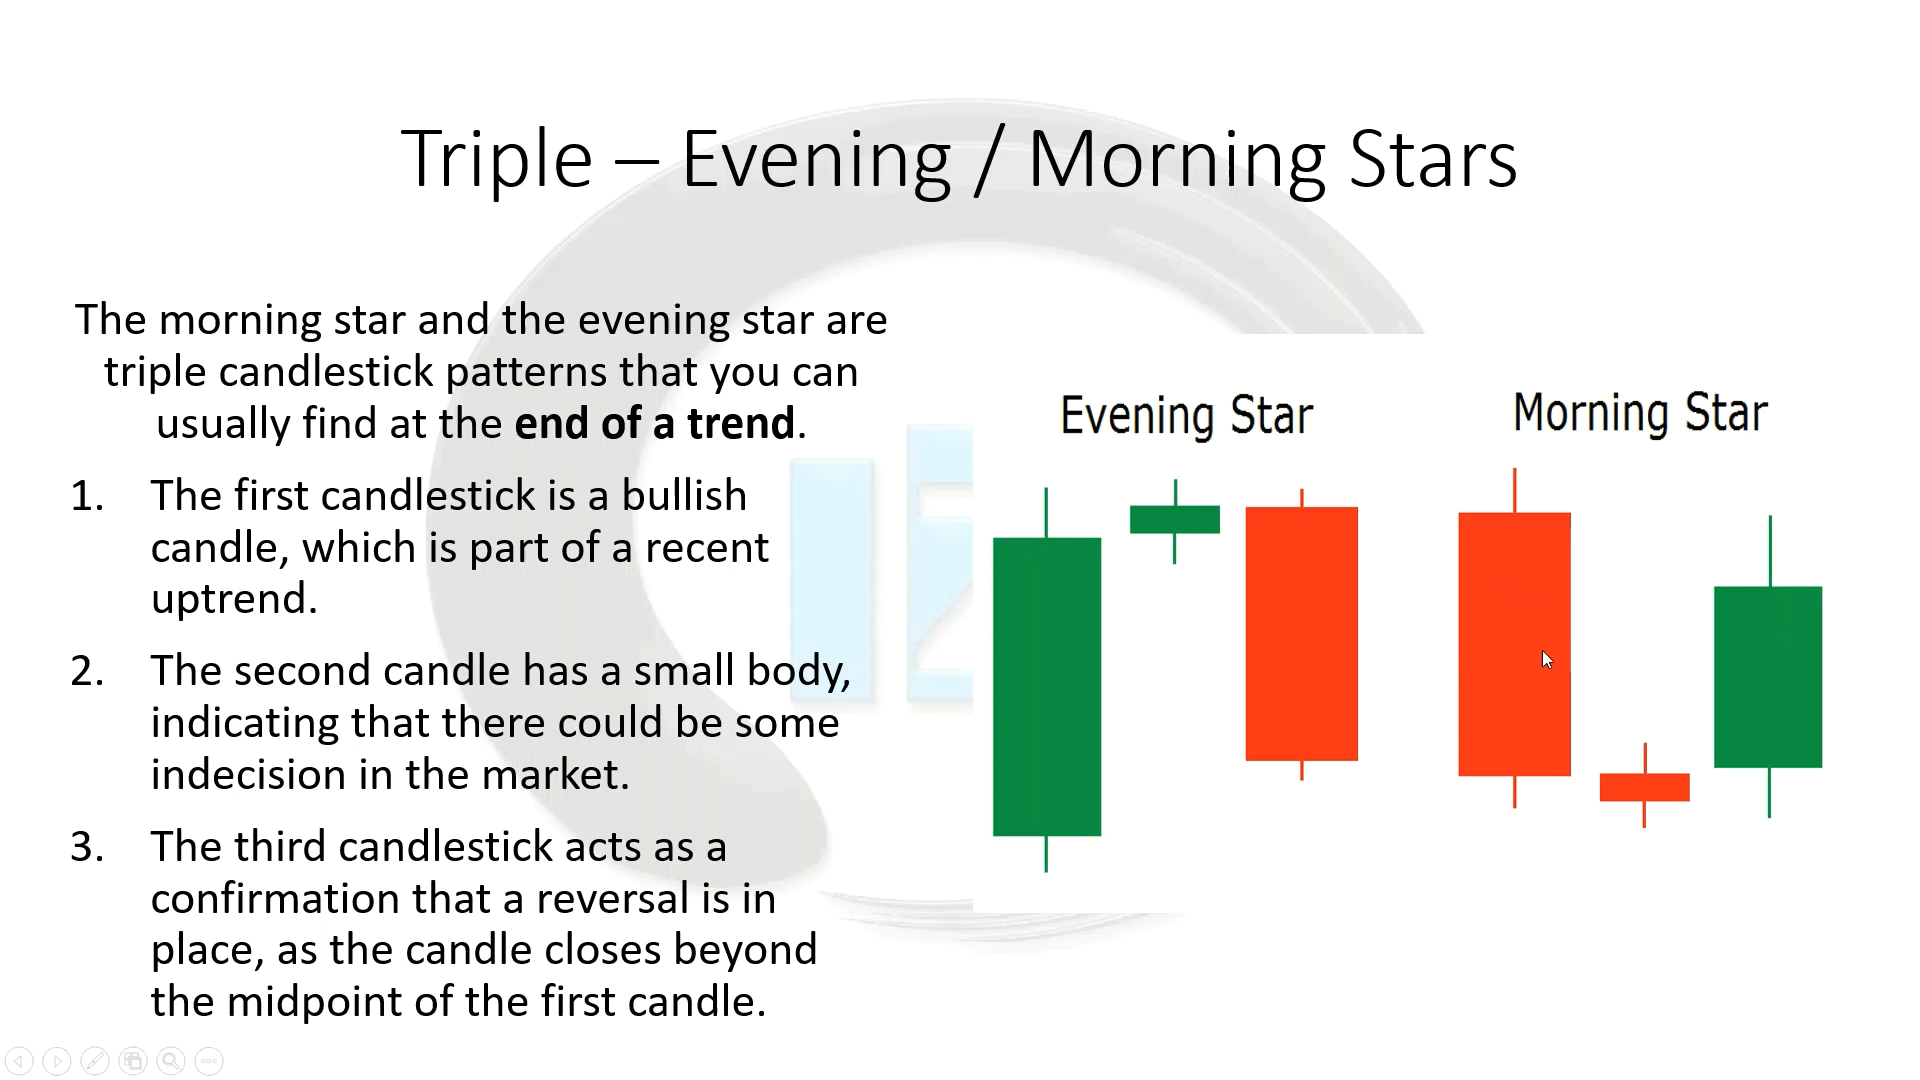 Triple – Evening / Morning Stars
The morning star and the evening star are
triple candlestick patterns that you can
usually find at the end of a trend.
1. The first candlestick is a bullish
candle, which is part of a recent
uptrend.
2. The second candle has a small body,
indicating that there could be some
indecision in the market.
3. The third candlestick acts as a
confirmation that a reversal is in
place, as the candle closes beyond
the midpoint of the first candle.
Evening Star
Morning Star